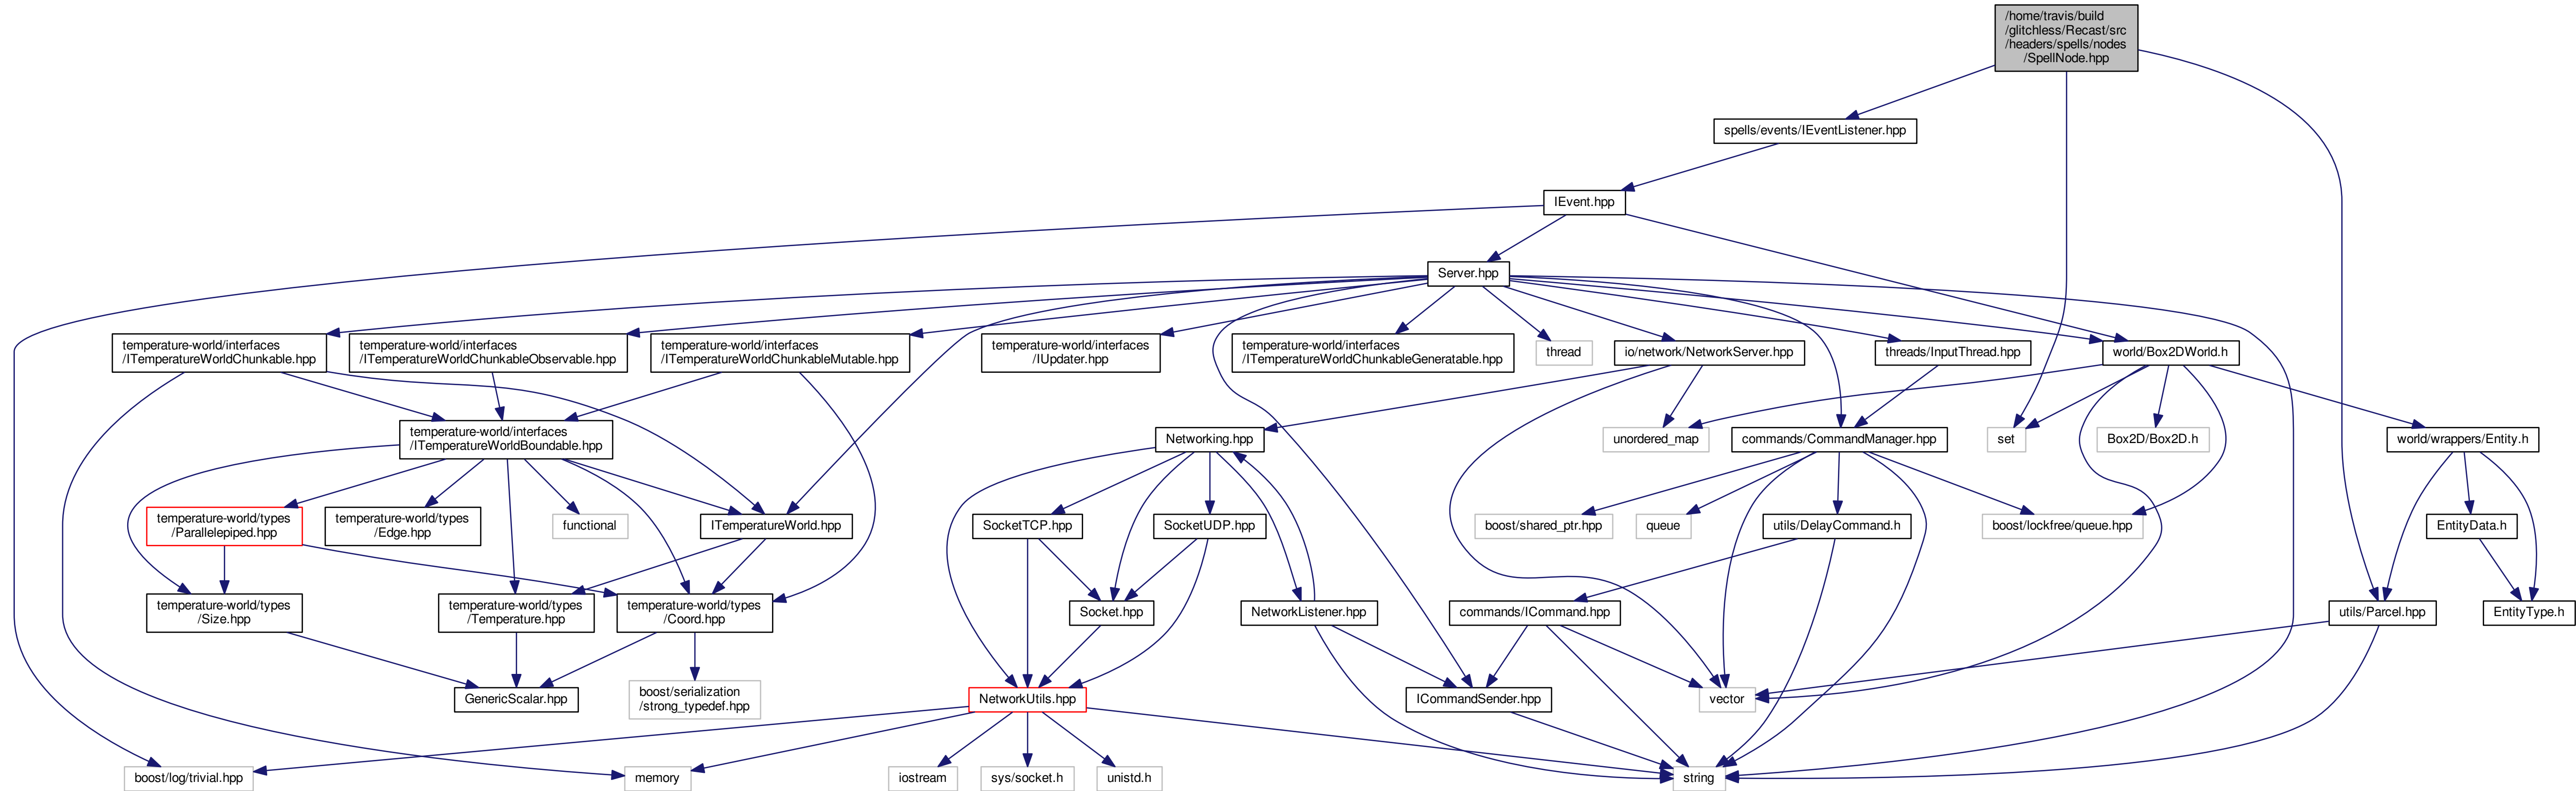 /home/travis/build
/glitchless/Recast/src
/headers/spells/nodes
/SpellNode.hpp
spells/events/IEventListener.hpp
IEvent.hpp
Server.hpp
temperature-world/interfaces
/ITemperatureWorldChunkable.hpp
temperature-world/interfaces
/ITemperatureWorldChunkableObservable.hpp
temperature-world/interfaces
/ITemperatureWorldChunkableMutable.hpp
temperature-world/interfaces
/IUpdater.hpp
temperature-world/interfaces
/ITemperatureWorldChunkableGeneratable.hpp
thread
io/network/NetworkServer.hpp
threads/InputThread.hpp
world/Box2DWorld.h
temperature-world/interfaces
/ITemperatureWorldBoundable.hpp
Networking.hpp
unordered_map
commands/CommandManager.hpp
set
Box2D/Box2D.h
world/wrappers/Entity.h
temperature-world/types
/Parallelepiped.hpp
temperature-world/types
/Edge.hpp
functional
ITemperatureWorld.hpp
SocketTCP.hpp
SocketUDP.hpp
boost/shared_ptr.hpp
queue
utils/DelayCommand.h
boost/lockfree/queue.hpp
EntityData.h
temperature-world/types
/Size.hpp
temperature-world/types
/Temperature.hpp
temperature-world/types
/Coord.hpp
Socket.hpp
NetworkListener.hpp
commands/ICommand.hpp
utils/Parcel.hpp
EntityType.h
GenericScalar.hpp
boost/serialization
/strong_typedef.hpp
NetworkUtils.hpp
ICommandSender.hpp
vector
boost/log/trivial.hpp
memory
iostream
sys/socket.h
unistd.h
string